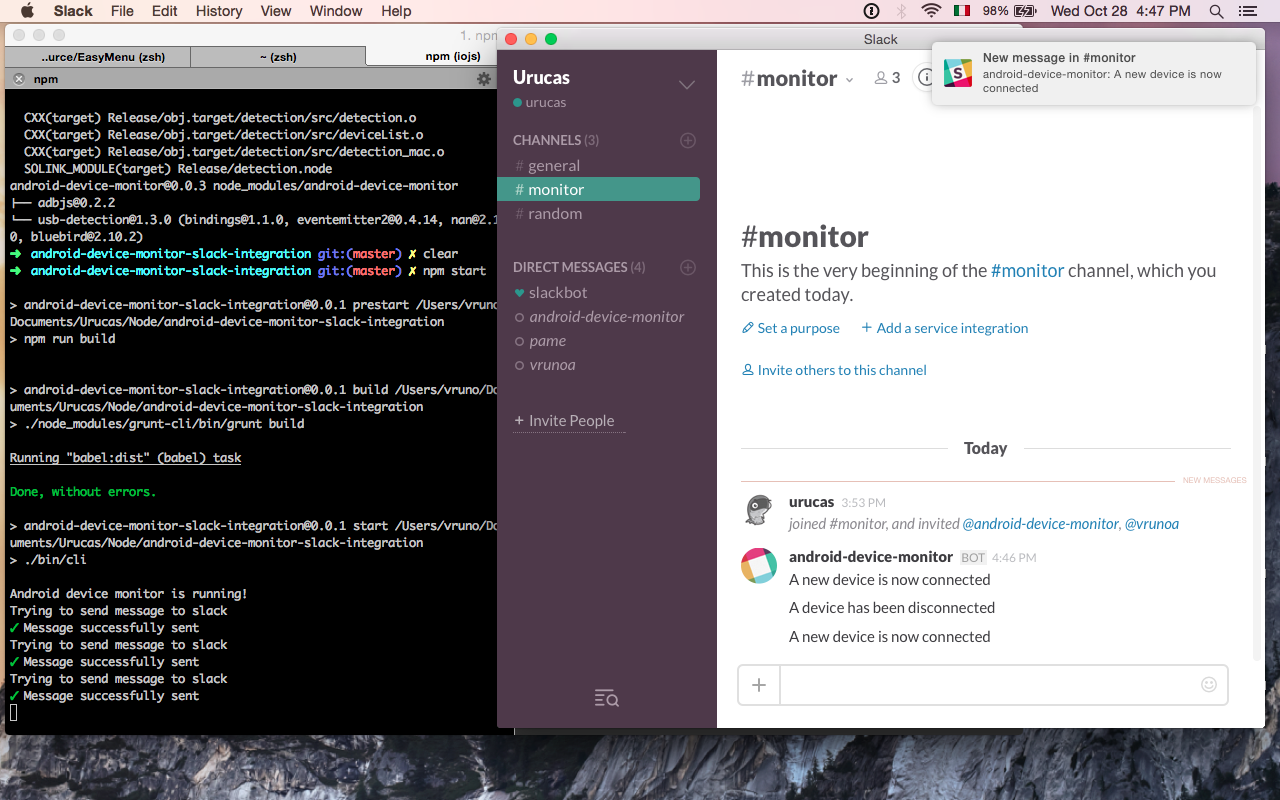 Slack File Edit History View Window Help 98% Wed Oct 28 4:47 PM
1. npm
..urce/EasyMenu (zsh) ~ (zsh) npm (iojs)
npm
CXX(target) Release/obj.target/detection/src/detection.o
CXX(target) Release/obj.target/detection/src/deviceList.o
CXX(target) Release/obj.target/detection/src/detection_mac.o
SOLINK_MODULE(target) Release/detection.node
android-device-monitor@0.0.3 node_modules/android-device-monitor
├── adbjs@0.2.2
└── usb-detection@1.3.0 (bindings@1.1.0, eventemitter2@0.4.14, nan@2.1
0, bluebird@2.10.2)
➜ android-device-monitor-slack-integration git:(master) ✗ clear
➜ android-device-monitor-slack-integration git:(master) ✗ npm start
> android-device-monitor-slack-integration@0.0.1 prestart /Users/vruno
Documents/Urucas/Node/android-device-monitor-slack-integration
> npm run build
> android-device-monitor-slack-integration@0.0.1 build /Users/vruno/Do
uments/Urucas/Node/android-device-monitor-slack-integration
> ./node_modules/grunt-cli/bin/grunt build
Running "babel:dist" (babel) task
Done, without errors.
> android-device-monitor-slack-integration@0.0.1 start /Users/vruno/Do
uments/Urucas/Node/android-device-monitor-slack-integration
> ./bin/cli
Android device monitor is running!
Trying to send message to slack
✓ Message successfully sent
Trying to send message to slack
✓ Message successfully sent
Trying to send message to slack
✓ Message successfully sent
Slack
Urucas
urucas
CHANNELS (3)
# general
# monitor
# random
DIRECT MESSAGES (4)
slackbot
android-device-monitor
pame
vrunoa
+ Invite People
#monitor 3
New message in #monitor
android-device-monitor: A new device is now
connected
#monitor
This is the very beginning of the #monitor channel, which you
created today.
Set a purpose + Add a service integration
Invite others to this channel
Today
NEW MESSAGES
urucas 3:53 PM
joined #monitor, and invited @android-device-monitor, @vrunoa
android-device-monitor BOT 4:46 PM
A new device is now connected
A device has been disconnected
A new device is now connected